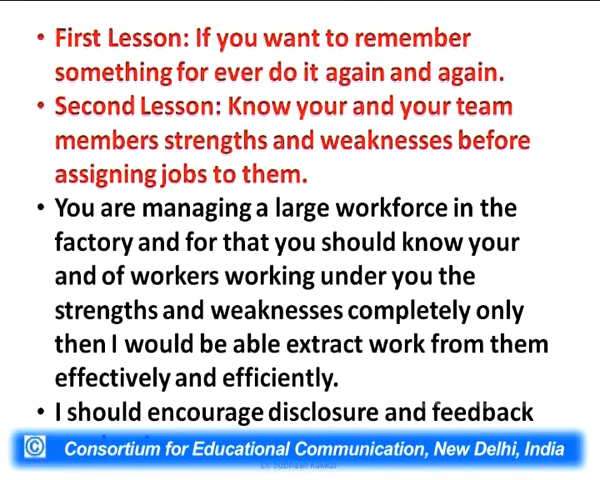 • First Lesson: If you want to remember
something for ever do it again and again.
• Second Lesson: Know your and your team
members strengths and weaknesses before
assigning jobs to them.
• You are managing a large workforce in the
factory and for that you should know your
and of workers working under you the
strengths and weaknesses completely only
then I would be able extract work from them
effectively and efficiently.
• I should encourage disclosure and feedback
© Consortium for Educational Communication, New Delhi, India